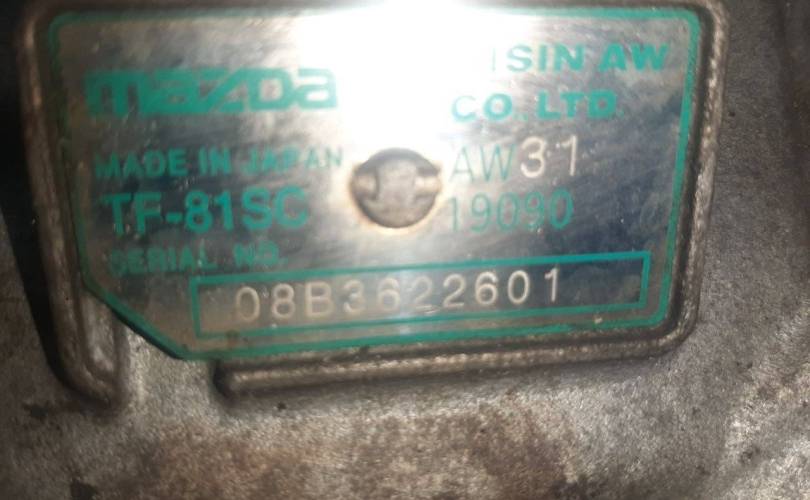 mazda
ISIN AW
CO., LTD.
MADE IN JAPAN
AW31
TF-81SC
19090
SERIAL NO.
08B3622601